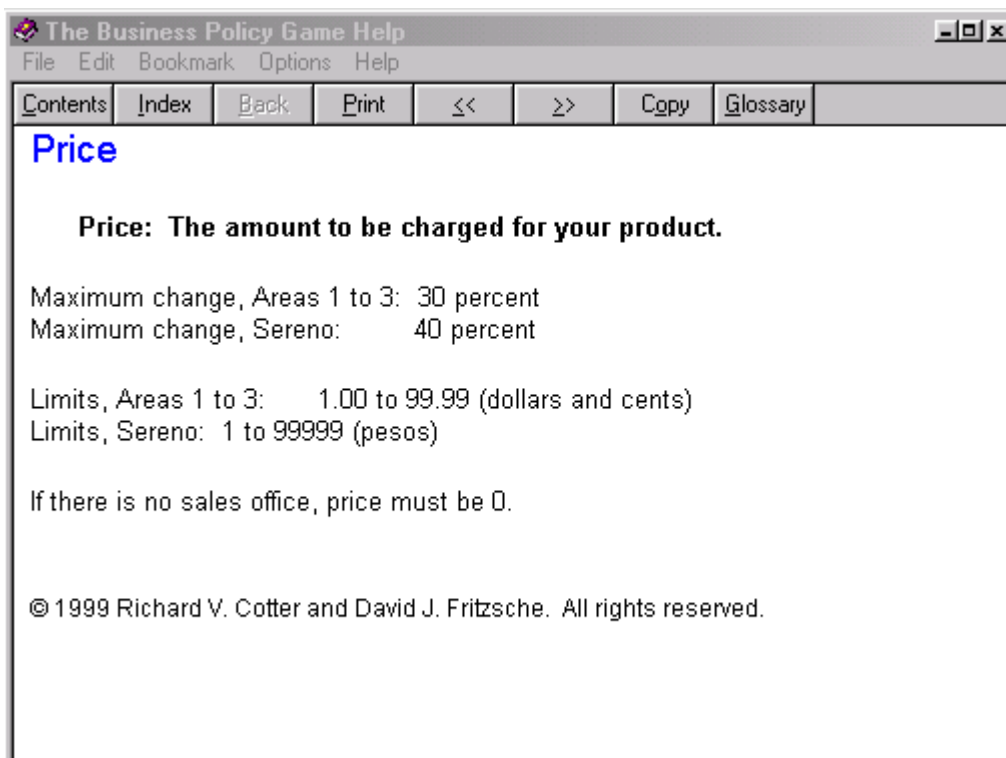 The Business Policy Game Help
File Edit Bookmark Options Help
Contents Index Back Print << >> Copy Glossary
Price
Price: The amount to be charged for your product.
Maximum change, Areas 1 to 3: 30 percent
Maximum change, Sereno: 40 percent
Limits, Areas 1 to 3: 1.00 to 99.99 (dollars and cents)
Limits, Sereno: 1 to 99999 (pesos)
If there is no sales office, price must be 0.
© 1999 Richard V. Cotter and David J. Fritzsche. All rights reserved.